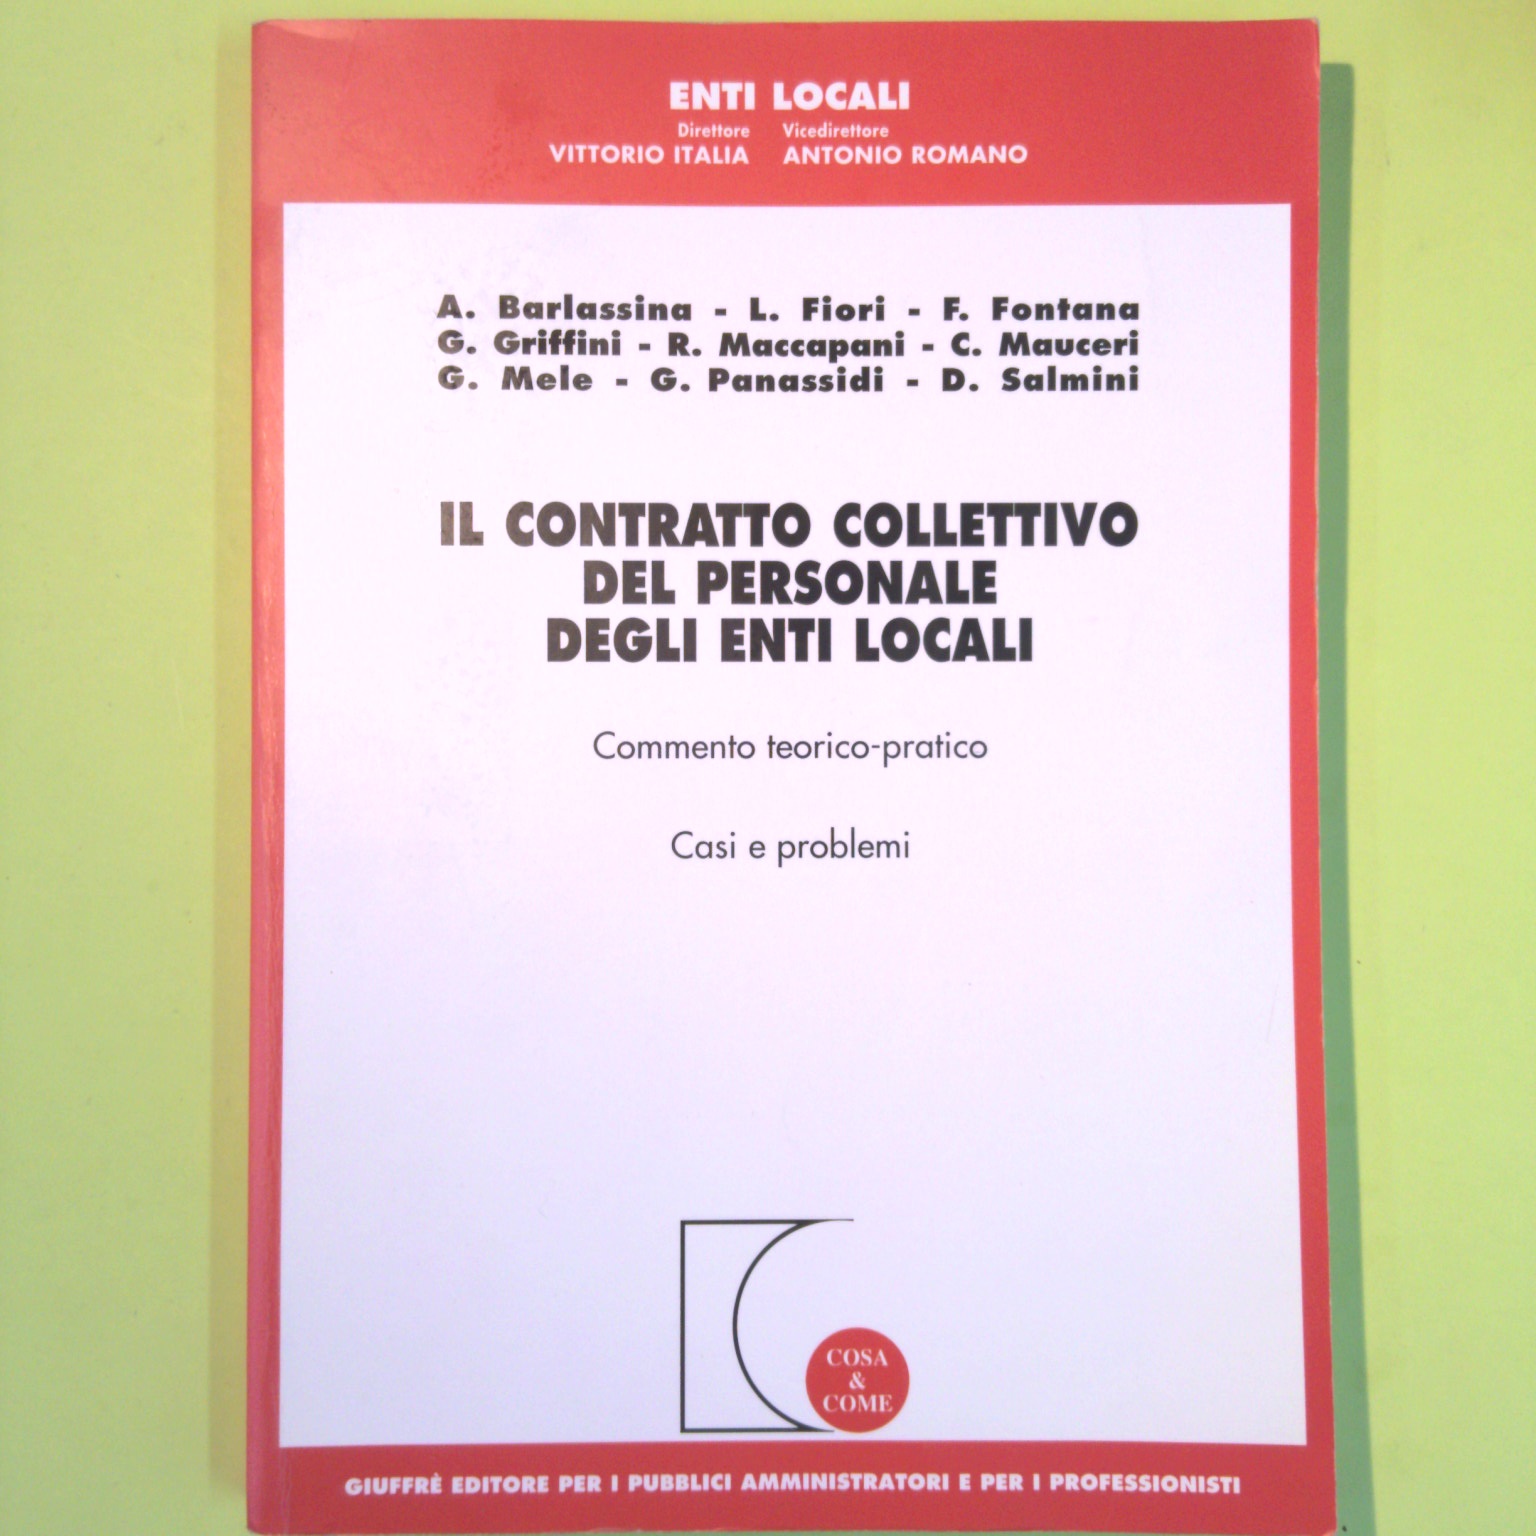 ENTI LOCALI
Direttore Vicedirettore
VITTORIO ITALIA ANTONIO ROMANO
A. Barlassina - L. Fiori - F. Fontana
G. Griffini - R. Maccapani - C. Mauceri
G. Mele - G. Panassidi - D. Salmini
IL CONTRATTO COLLETTIVO
DEL PERSONALE
DEGLI ENTI LOCALI
Commento teorico-pratico
Casi e problemi
COSA
&
COME
GIUFFRÈ EDITORE PER I PUBBLICI AMMINISTRATORI E PER I PROFESSIONISTI